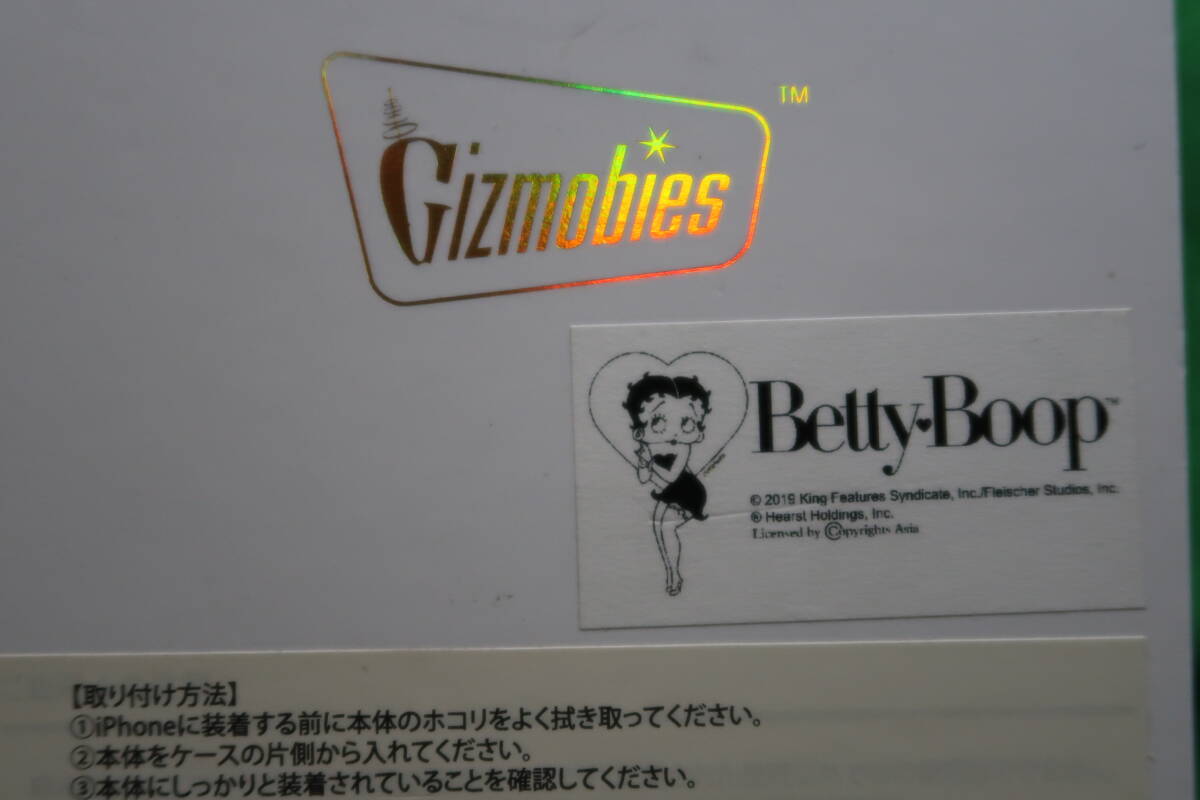 Gizmobies TM
Betty Boop TM
© 2019 King Features Syndicate, Inc./Fleischer Studios, Inc.
® Hearst Holdings, Inc.
Licensed by Ⓒopyrights Asia
【取り付け方法】
①iPhoneに装着する前に本体のホコリをよく拭き取ってください。
②本体をケースの片側から入れてください。
③本体にしっかりと装着されていることを確認してください。